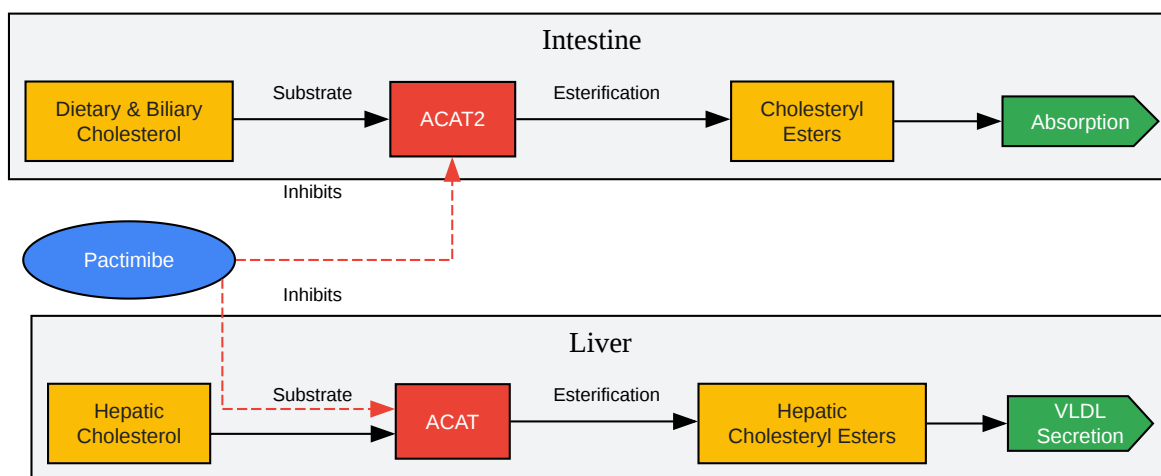 Intestine
Dietary & Biliary
Cholesterol
Substrate
ACAT2
Esterification
Cholesteryl
Esters
Absorption
Inhibits
Pactimibe
Inhibits
Liver
Hepatic
Cholesterol
Substrate
ACAT
Esterification
Hepatic
Cholesteryl Esters
VLDL
Secretion